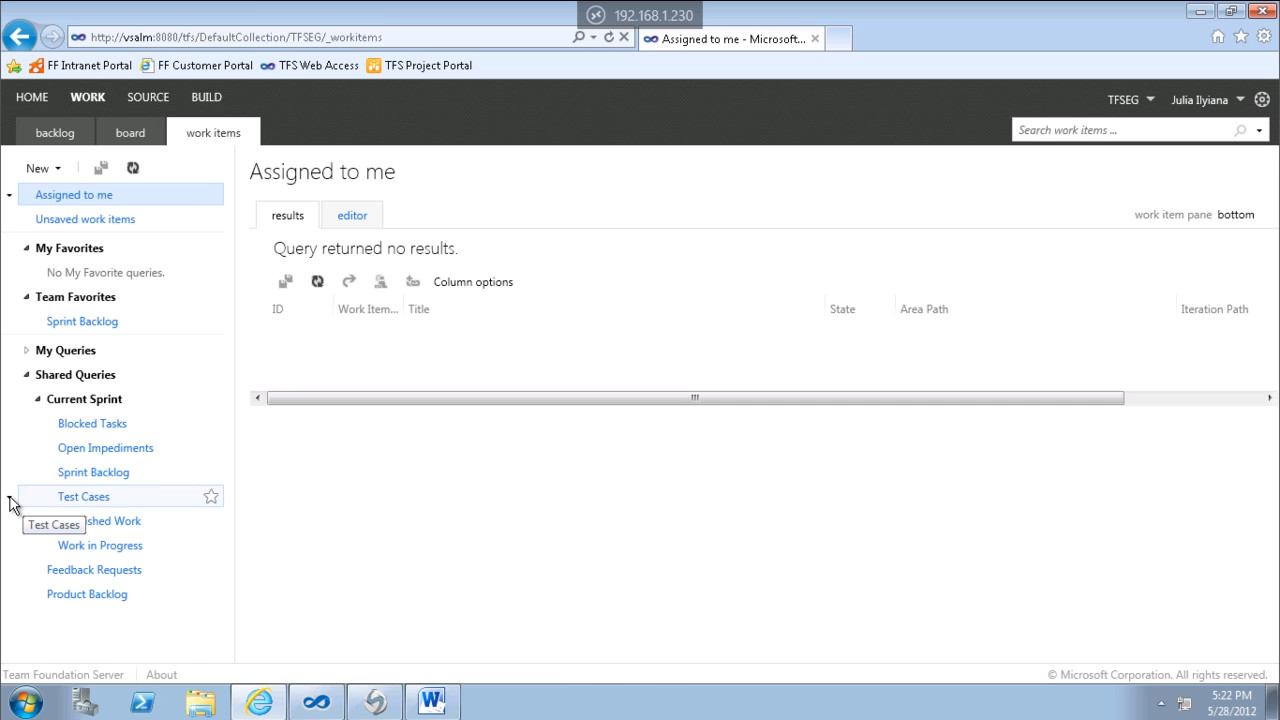 192.168.1.230
http://vsalm:8080/tfs/DefaultCollection/TFSEG/_workitems
Assigned to me - Microsoft...
FF Intranet Portal
FF Customer Portal
TFS Web Access
TFS Project Portal
HOME
WORK
SOURCE
BUILD
TFSEG
Julia Ilyiana
backlog
board
work items
Search work items ...
New
Assigned to me
Unsaved work items
My Favorites
No My Favorite queries.
Team Favorites
Sprint Backlog
My Queries
Shared Queries
Current Sprint
Blocked Tasks
Open Impediments
Sprint Backlog
Test Cases
Test Cases
shed Work
Work in Progress
Feedback Requests
Product Backlog
Assigned to me
results
editor
work item pane bottom
Query returned no results.
Column options
ID
Work Item...
Title
State
Area Path
Iteration Path
Team Foundation Server
About
© Microsoft Corporation. All rights reserved.
5:22 PM
5/28/2012